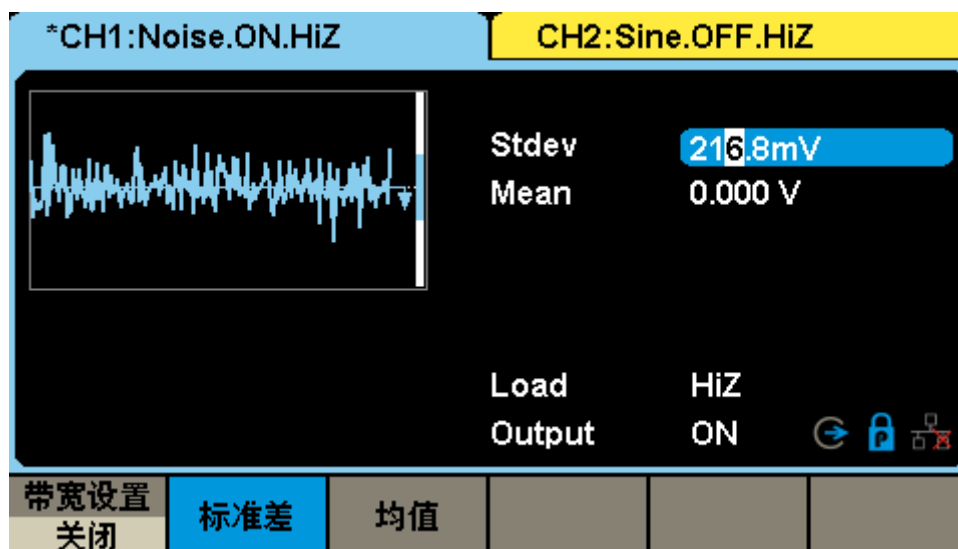 *CH1:Noise.ON.HiZ
CH2:Sine.OFF.HiZ
Stdev 216.8mV
Mean 0.000 V
Load HiZ
Output ON
带宽设置
关闭
标准差
均值